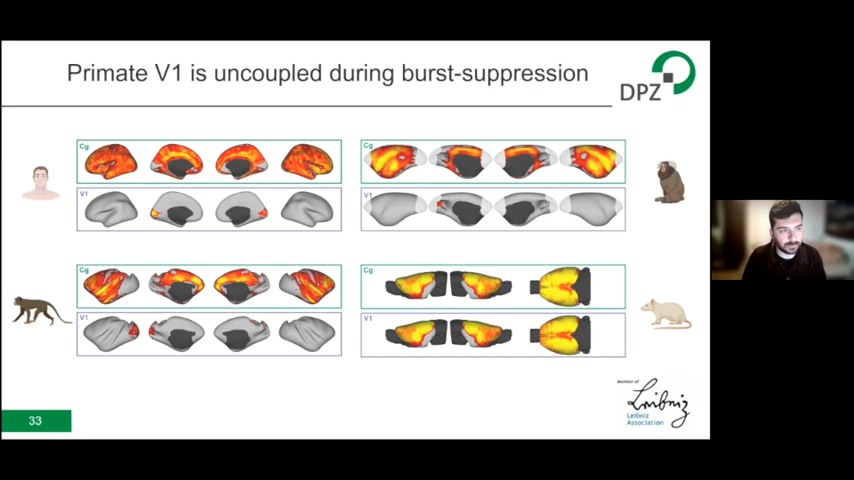 Primate V1 is uncoupled during burst-suppression
DPZ
Cg
Cg
V1
V1
Cg
Cg
V1
V1
Member of
Leibniz
Leibniz
Association
33